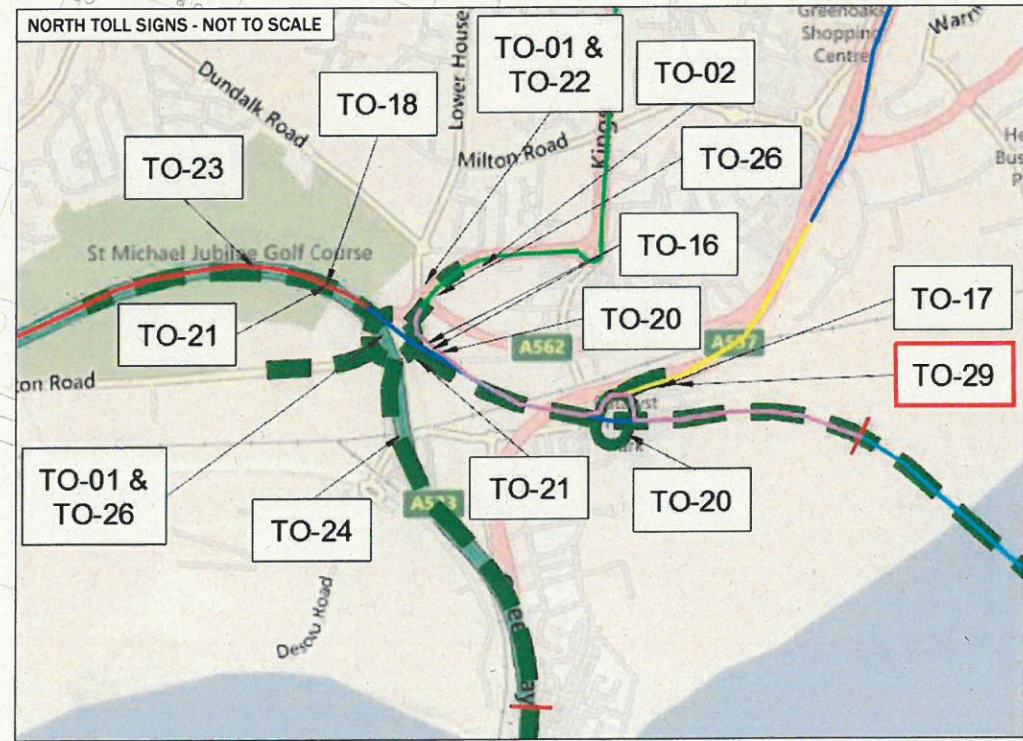 NORTH TOLL SIGNS - NOT TO SCALE
Greenoaks
Shopping
Centre
Dundalk Road
Lower House
TO-01 &
TO-22
TO-02
TO-18
Milton Road
Kings
TO-26
TO-23
St Michael Jubilee Golf Course
TO-16
TO-17
TO-21
TO-20
A562
A557
TO-29
ton Road
TO-01 &
TO-26
TO-21
TO-20
TO-24
A533